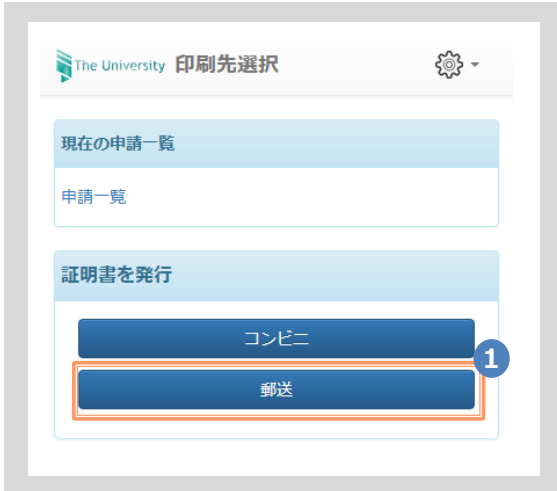 The University 印刷先選択
現在の申請一覧
申請一覧
証明書を発行
コンビニ
1
郵送